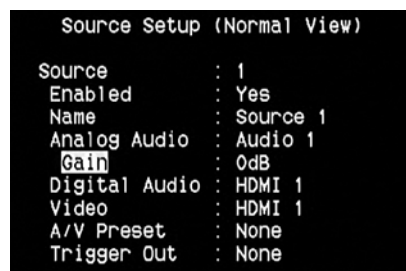 Source Setup (Normal View)
Source : 1
Enabled : Yes
Name : Source 1
Analog Audio : Audio 1
Gain : 0dB
Digital Audio : HDMI 1
Video : HDMI 1
A/V Preset : None
Trigger Out : None